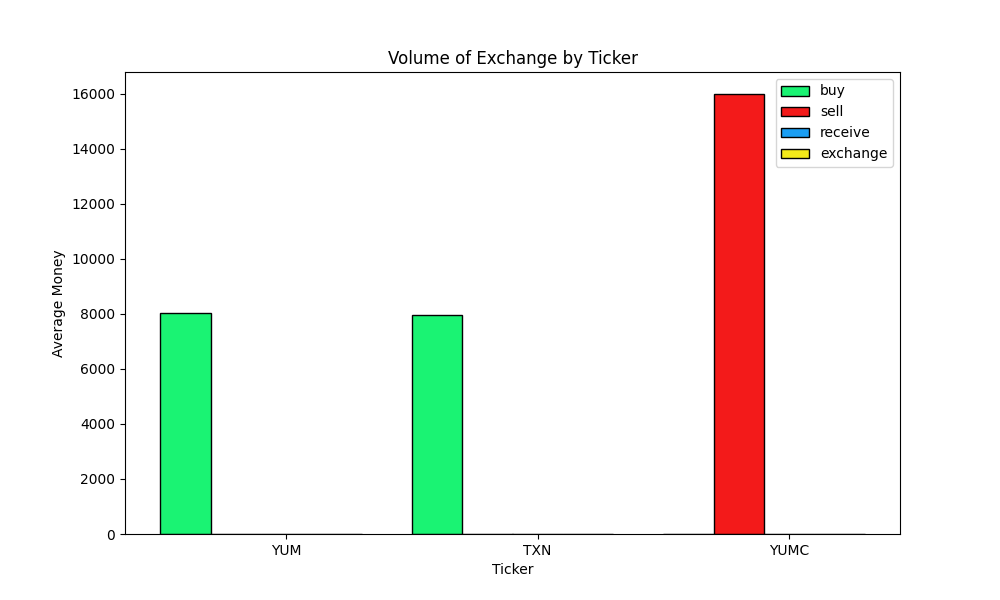 Volume of Exchange by Ticker
buy
sell
receive
exchange
16000
14000
12000
10000
8000
6000
4000
2000
0
Average Money
YUM
TXN
YUMC
Ticker